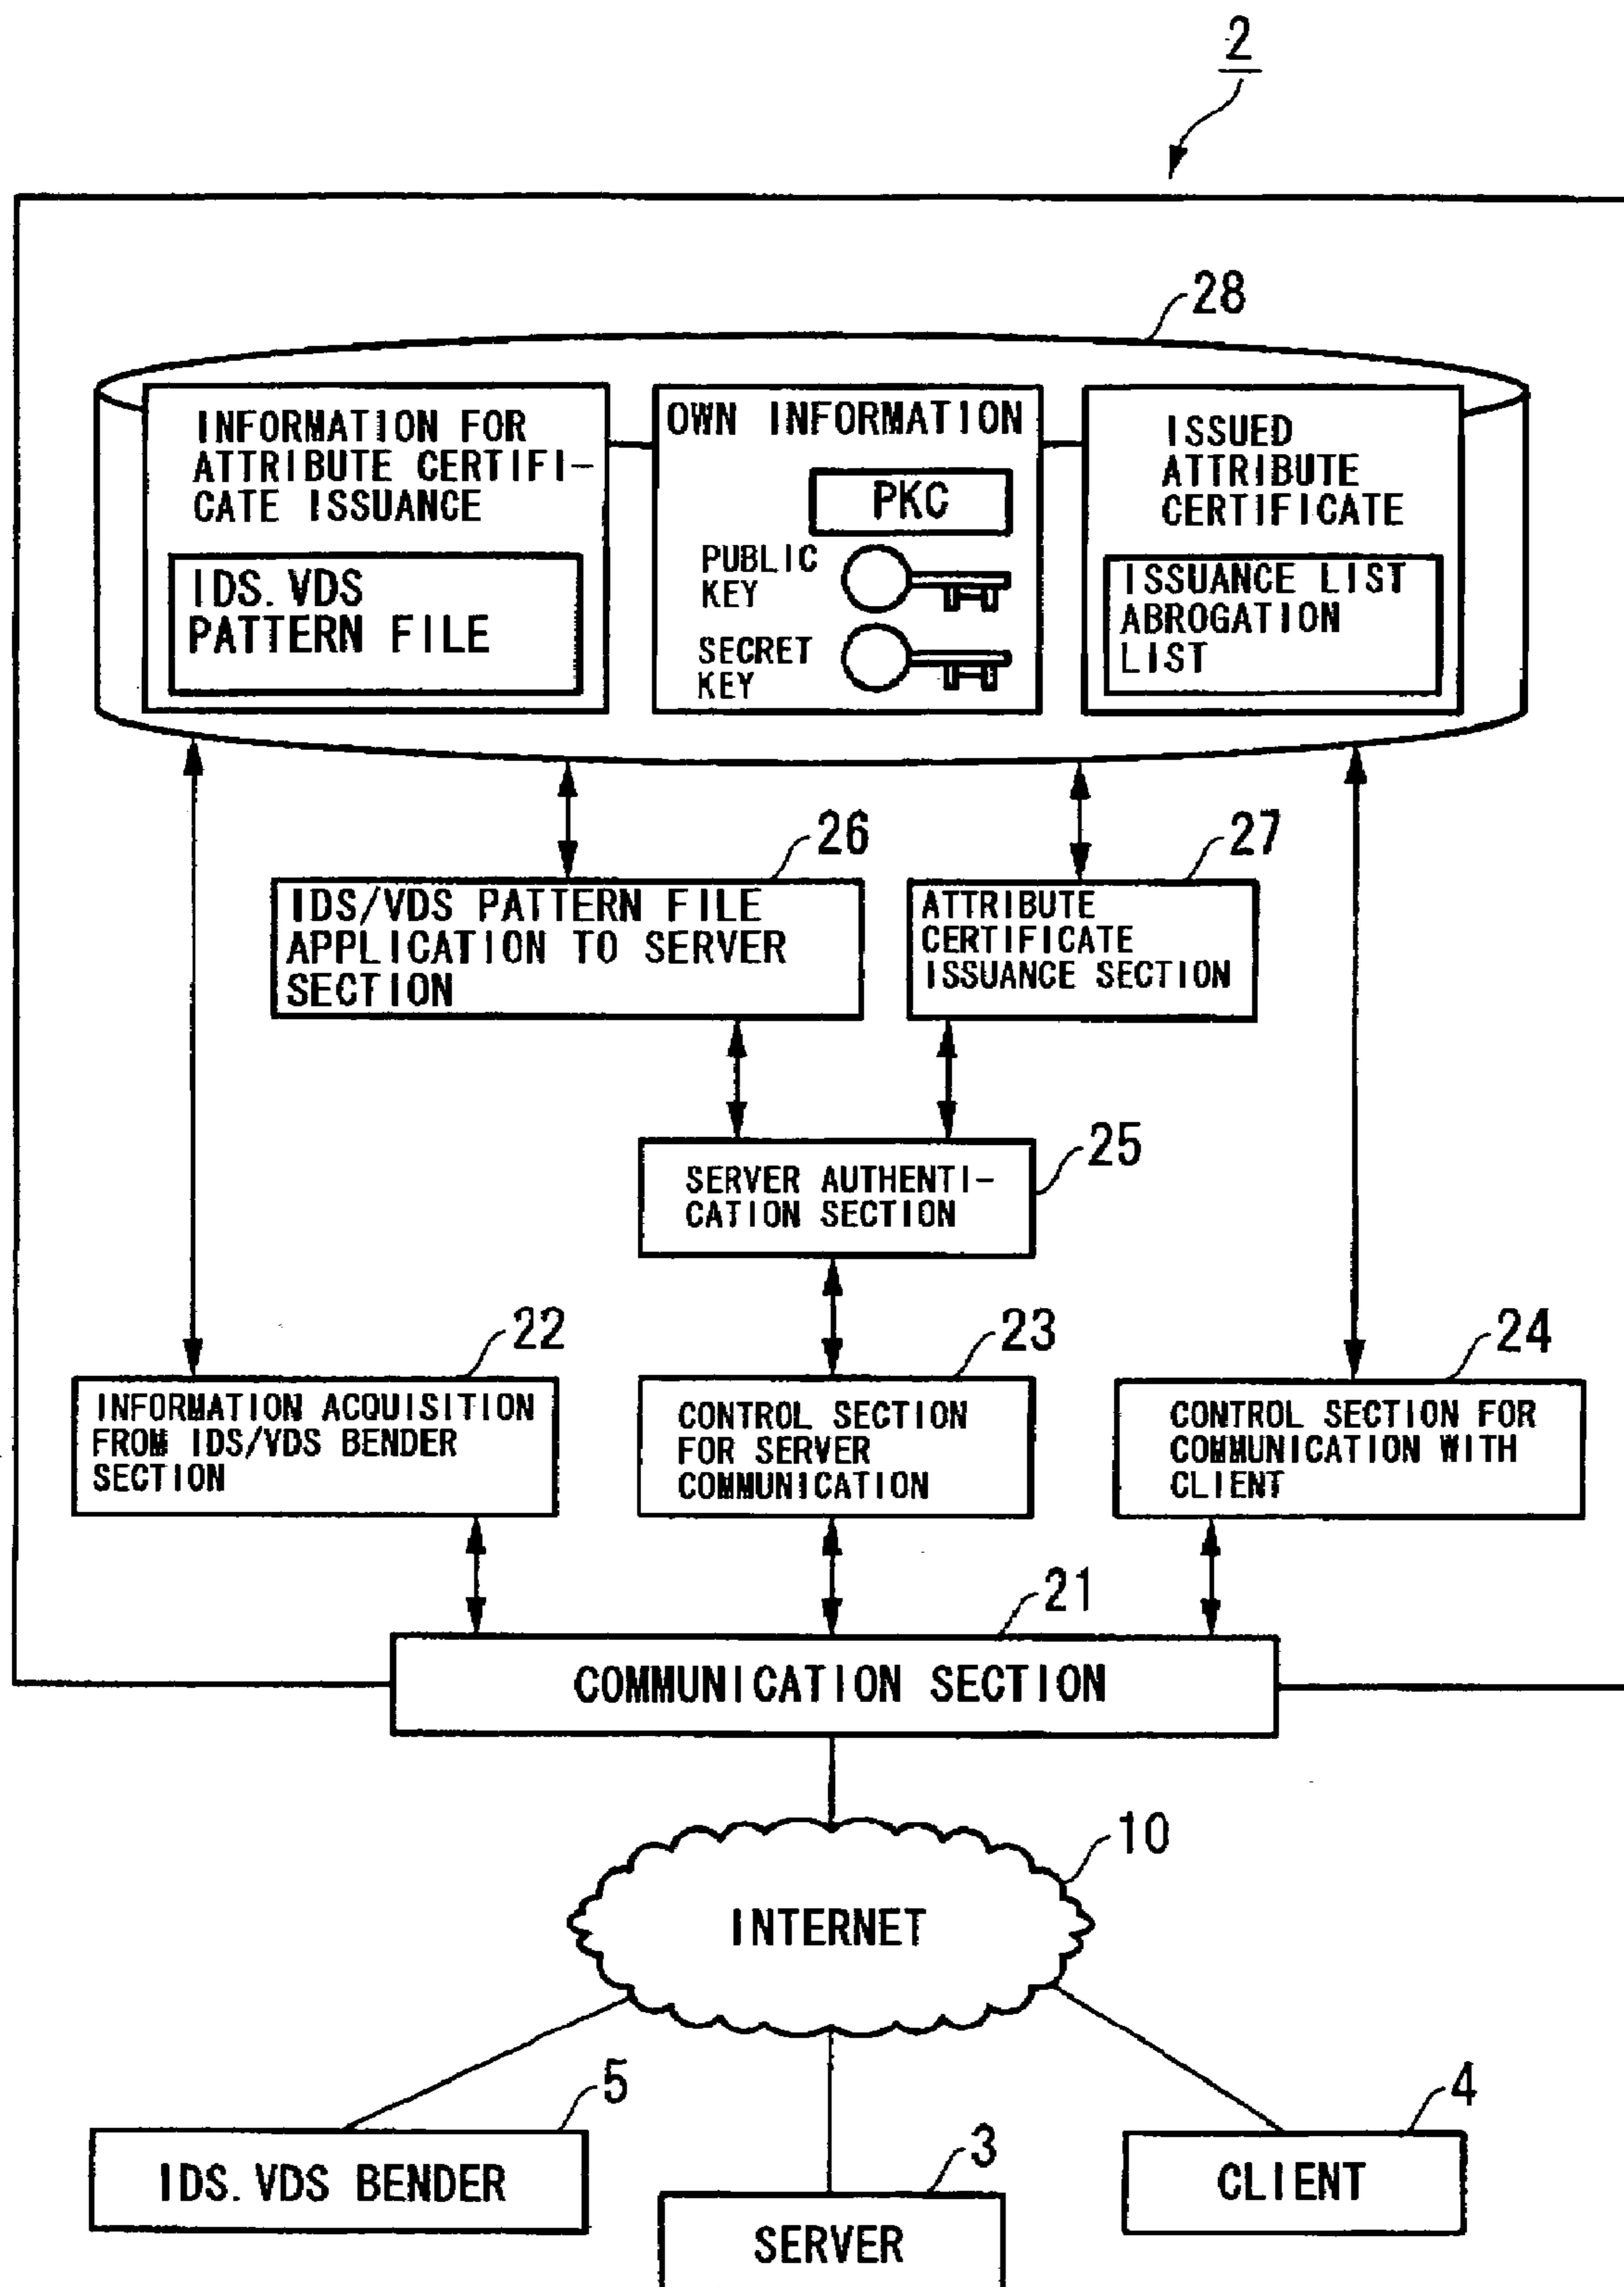 2
28
INFORMATION FOR
ATTRIBUTE CERTIFI-
CATE ISSUANCE
IDS.VDS
PATTERN FILE
OWN INFORMATION
PKC
PUBLIC
KEY
SECRET
KEY
ISSUED
ATTRIBUTE
CERTIFICATE
ISSUANCE LIST
ABROGATION
LIST
26
IDS/VDS PATTERN FILE
APPLICATION TO SERVER
SECTION
27
ATTRIBUTE
CERTIFICATE
ISSUANCE SECTION
25
SERVER AUTHENTI-
CATION SECTION
22
INFORMATION ACQUISITION
FROM IDS/VDS BENDER
SECTION
23
CONTROL SECTION
FOR SERVER
COMMUNICATION
24
CONTROL SECTION FOR
COMMUNICATION WITH
CLIENT
21
COMMUNICATION SECTION
10
INTERNET
5
IDS.VDS BENDER
3
SERVER
4
CLIENT